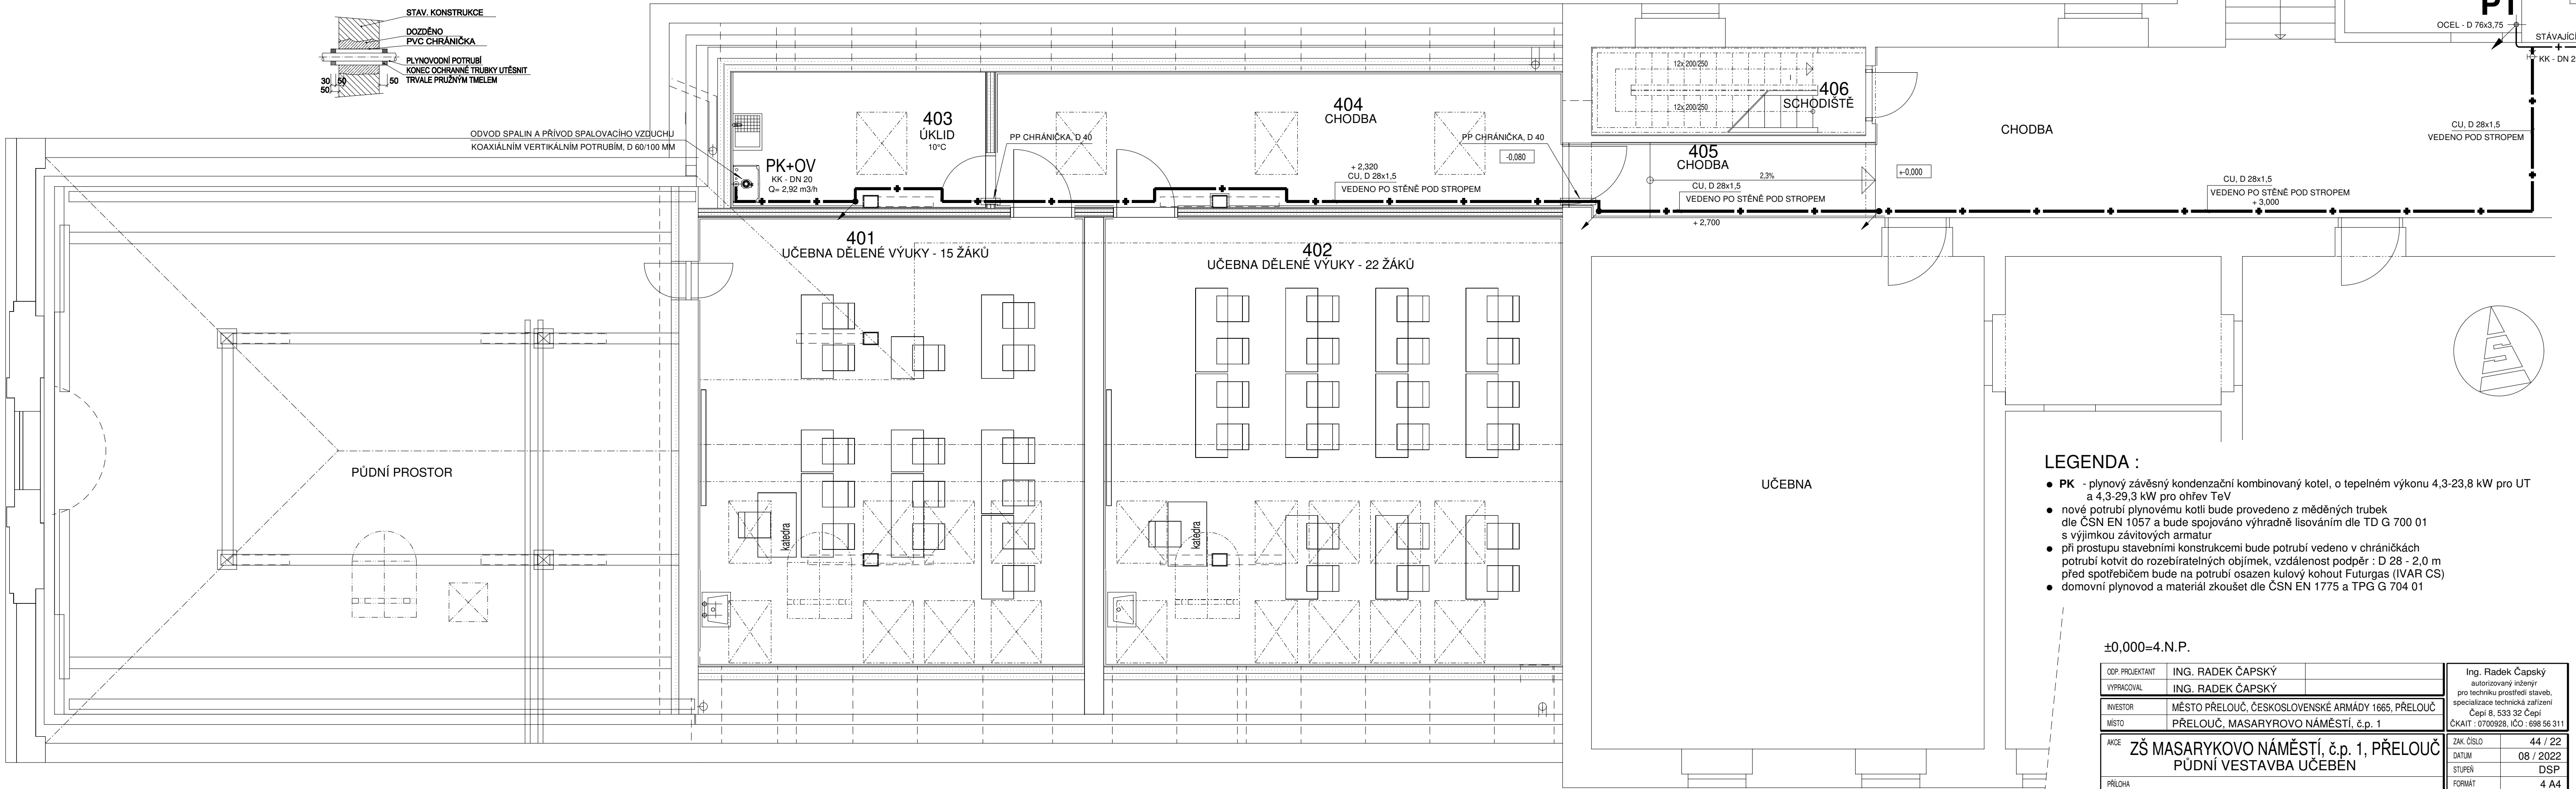 STAV. KONSTRUKCE
DOZDĚNO
PVC CHRÁNIČKA
PLYNOVODNÍ POTRUBÍ
KONEC OCHRANNÉ TRUBKY UTĚSNIT
TRVALE PRUŽNÝM TMELEM
30 50 50
50
ODVOD SPALIN A PŘÍVOD SPALOVACÍHO VZDUCHU
KOAXIÁLNÍM VERTIKÁLNÍM POTRUBÍM, D 60/100 MM
403
ÚKLID
10°C
PK+OV
KK - DN 20
Q= 2,92 m3/h
PP CHRÁNIČKA, D 40
404
CHODBA
+ 2,320
CU, D 28x1,5
VEDENO PO STĚNĚ POD STROPEM
PP CHRÁNIČKA, D 40
-0,080
12x 200/250
12x 200/250
406
SCHODIŠTĚ
405
CHODBA
2,3%
CU, D 28x1,5
VEDENO PO STĚNĚ POD STROPEM
+ 2,700
+-0,000
CHODBA
CU, D 28x1,5
VEDENO PO STĚNĚ POD STROPEM
+ 3,000
CU, D 28x1,5
VEDENO POD STROPEM
OCEL - D 76x3,75
KK - DN 2
401
UČEBNA DĚLENÉ VÝUKY - 15 ŽÁKŮ
402
UČEBNA DĚLENÉ VÝUKY - 22 ŽÁKŮ
katedra
katedra
PŮDNÍ PROSTOR
UČEBNA
LEGENDA :
● PK - plynový závěsný kondenzační kombinovaný kotel, o tepelném výkonu 4,3-23,8 kW pro UT
a 4,3-29,3 kW pro ohřev TeV
● nové potrubí plynovému kotli bude provedeno z měděných trubek
dle ČSN EN 1057 a bude spojováno výhradně lisováním dle TD G 700 01
s výjimkou závitových armatur
● při prostupu stavebními konstrukcemi bude potrubí vedeno v chráničkách
potrubí kotvit do rozebíratelných objímek, vzdálenost podpěr : D 28 - 2,0 m
před spotřebičem bude na potrubí osazen kulový kohout Futurgas (IVAR CS)
● domovní plynovod a materiál zkoušet dle ČSN EN 1775 a TPG G 704 01
±0,000=4.N.P.
ODP. PROJEKTANT ING. RADEK ČAPSKÝ
VYPRACOVAL ING. RADEK ČAPSKÝ
INVESTOR MĚSTO PŘELOUČ, ČESKOSLOVENSKÉ ARMÁDY 1665, PŘELOUČ
MÍSTO PŘELOUČ, MASARYROVO NÁMĚSTÍ, č.p. 1
Ing. Radek Čapský
autorizovaný inženýr
pro techniku prostředí staveb,
specializace technická zařízení
Čepí 8, 533 32 Čepí
ČKAIT : 0700928, IČO : 698 56 311
AKCE ZŠ MASARYKOVO NÁMĚSTÍ, č.p. 1, PŘELOUČ
PŮDNÍ VESTAVBA UČEBEN
ZAK. ČÍSLO 44 / 22
DATUM 08 / 2022
STUPEŇ DSP
FORMÁT 4 A4
PŘÍLOHA